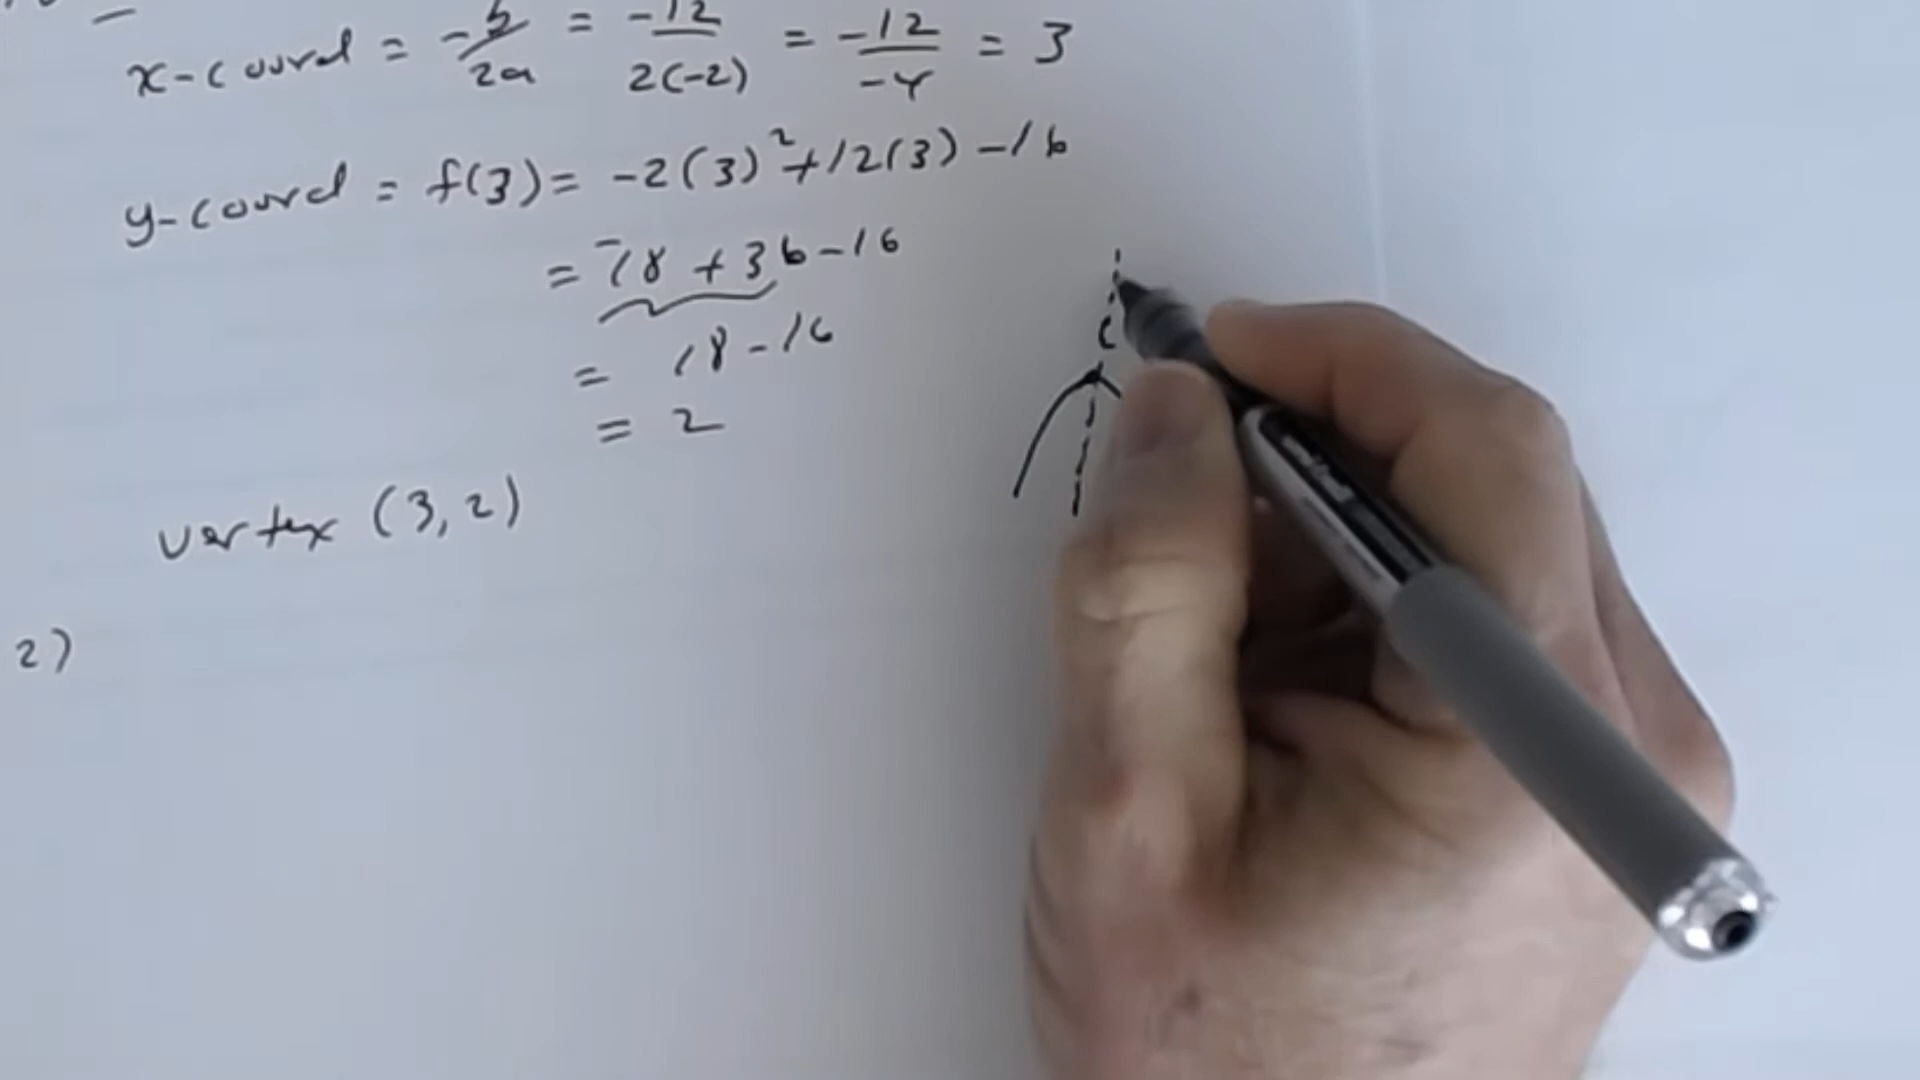 x-coord = -b/2a = -12/2(-2) = -12/-4 = 3
y-coord = f(3) = -2(3)²+12(3)-16
= -18 + 36-16
= 18-16
= 2
vertex (3,2)
2)